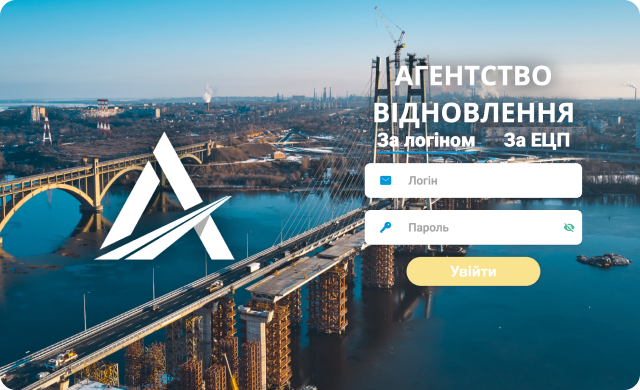 АГЕНТСТВО
ВІДНОВЛЕННЯ
За логіном За ЕЦП
Логін
Пароль
Увійти